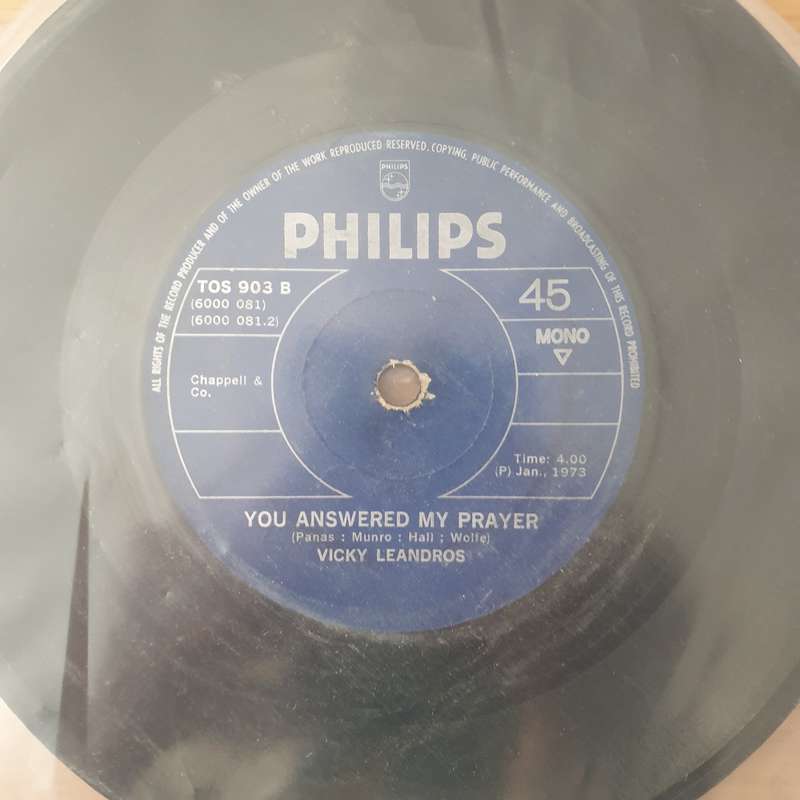 ALL RIGHTS OF THE RECORD PRODUCER AND OF THE OWNER OF THE WORK REPRODUCED RESERVED. COPYING, PUBLIC PERFORMANCE AND BROADCASTING OF THIS RECORD PROHIBITED
PHILIPS
PHILIPS
TOS 903 B
(6000 081)
(6000 081.2)
45
MONO
Chappell &
Co.
Time: 4.00
(P) Jan., 1973
YOU ANSWERED MY PRAYER
(Panas : Munro : Hall ; Wolfe)
VICKY LEANDROS